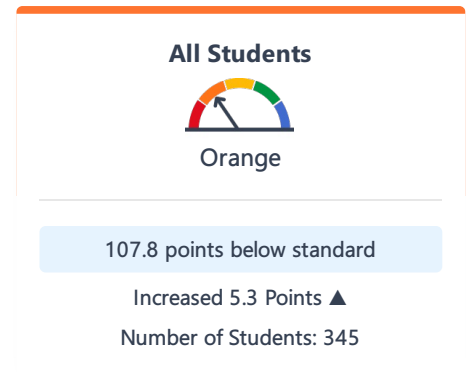 All Students
Orange
107.8 points below standard
Increased 5.3 Points ▲
Number of Students: 345